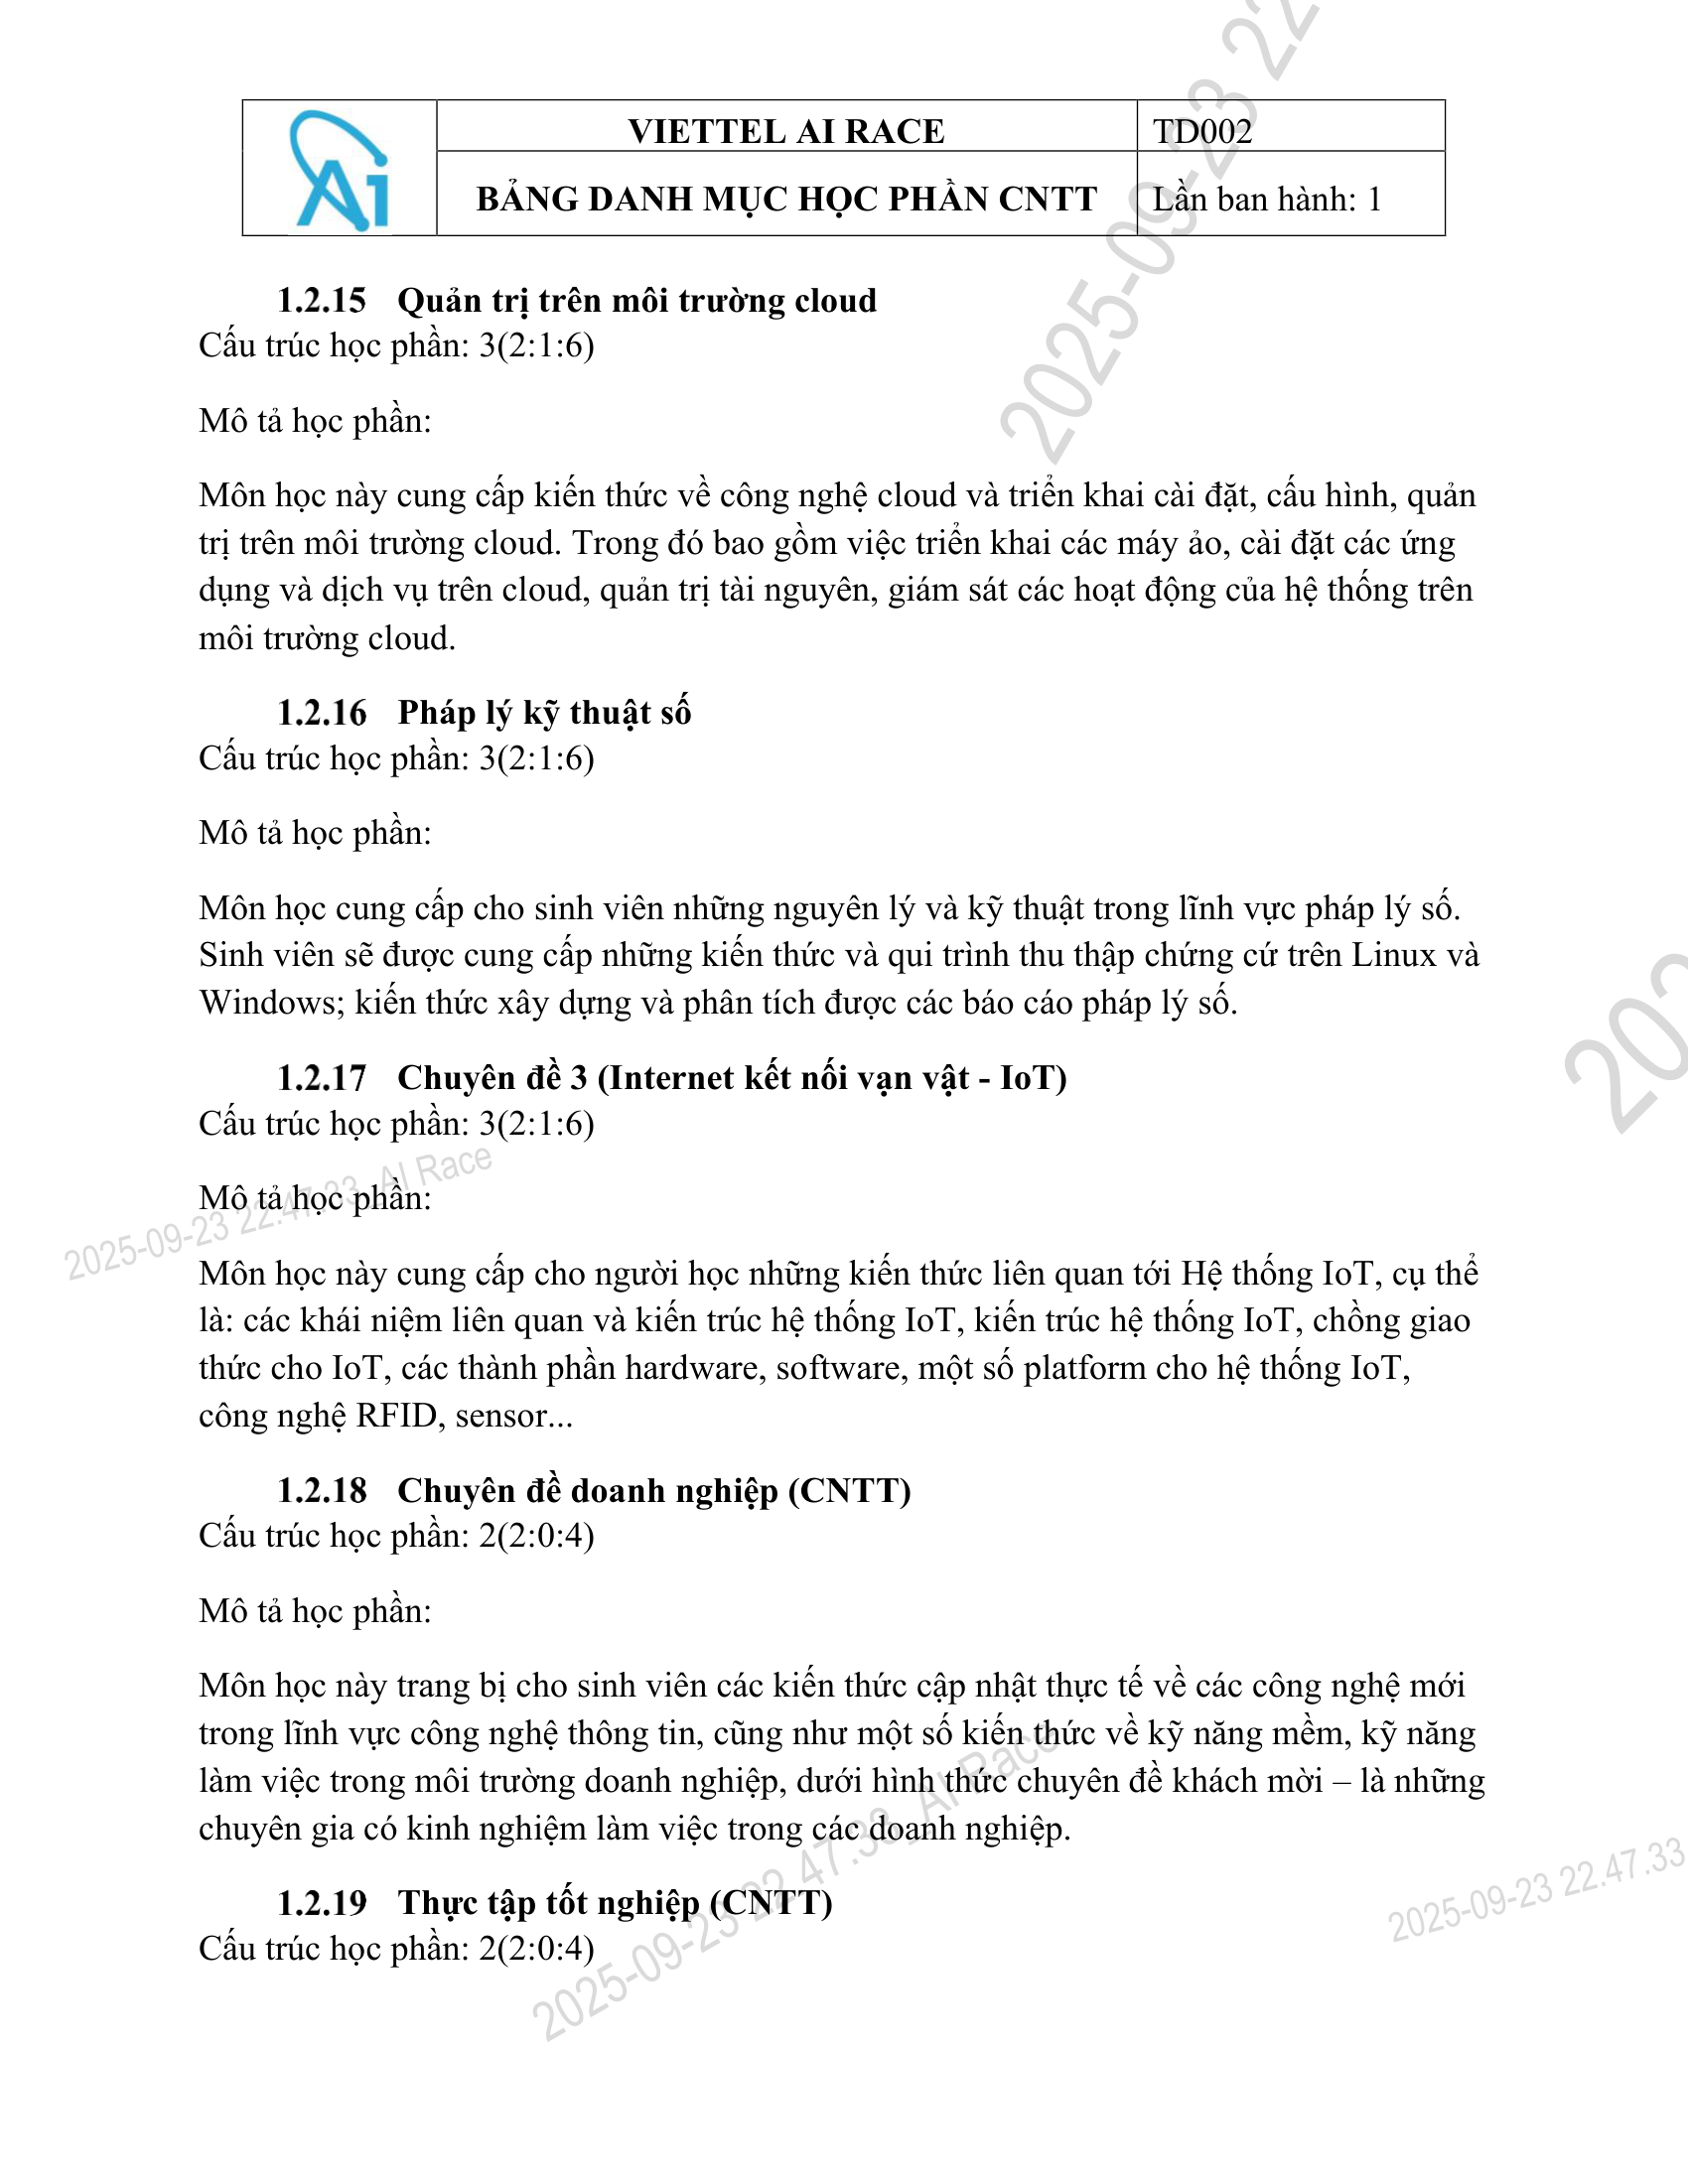 Ai
VIETTEL AI RACE
TD002
BẢNG DANH MỤC HỌC PHẦN CNTT
Lần ban hành: 1
1.2.15 Quản trị trên môi trường cloud
Cấu trúc học phần: 3(2:1:6)
Mô tả học phần:
Môn học này cung cấp kiến thức về công nghệ cloud và triển khai cài đặt, cấu hình, quản
trị trên môi trường cloud. Trong đó bao gồm việc triển khai các máy ảo, cài đặt các ứng
dụng và dịch vụ trên cloud, quản trị tài nguyên, giám sát các hoạt động của hệ thống trên
môi trường cloud.
1.2.16 Pháp lý kỹ thuật số
Cấu trúc học phần: 3(2:1:6)
Mô tả học phần:
Môn học cung cấp cho sinh viên những nguyên lý và kỹ thuật trong lĩnh vực pháp lý số.
Sinh viên sẽ được cung cấp những kiến thức và qui trình thu thập chứng cứ trên Linux và
Windows; kiến thức xây dựng và phân tích được các báo cáo pháp lý số.
1.2.17 Chuyên đề 3 (Internet kết nối vạn vật - IoT)
Cấu trúc học phần: 3(2:1:6)
Mô tả học phần:
Môn học này cung cấp cho người học những kiến thức liên quan tới Hệ thống IoT, cụ thể
là: các khái niệm liên quan và kiến trúc hệ thống IoT, kiến trúc hệ thống IoT, chồng giao
thức cho IoT, các thành phần hardware, software, một số platform cho hệ thống IoT,
công nghệ RFID, sensor...
1.2.18 Chuyên đề doanh nghiệp (CNTT)
Cấu trúc học phần: 2(2:0:4)
Mô tả học phần:
Môn học này trang bị cho sinh viên các kiến thức cập nhật thực tế về các công nghệ mới
trong lĩnh vực công nghệ thông tin, cũng như một số kiến thức về kỹ năng mềm, kỹ năng
làm việc trong môi trường doanh nghiệp, dưới hình thức chuyên đề khách mời – là những
chuyên gia có kinh nghiệm làm việc trong các doanh nghiệp.
1.2.19 Thực tập tốt nghiệp (CNTT)
Cấu trúc học phần: 2(2:0:4)
2025-09-23 22
202
2025-09-23 22.47.33_AI Race
2025-09-23 22.47.33_AI Race
2025-09-23 22.47.33